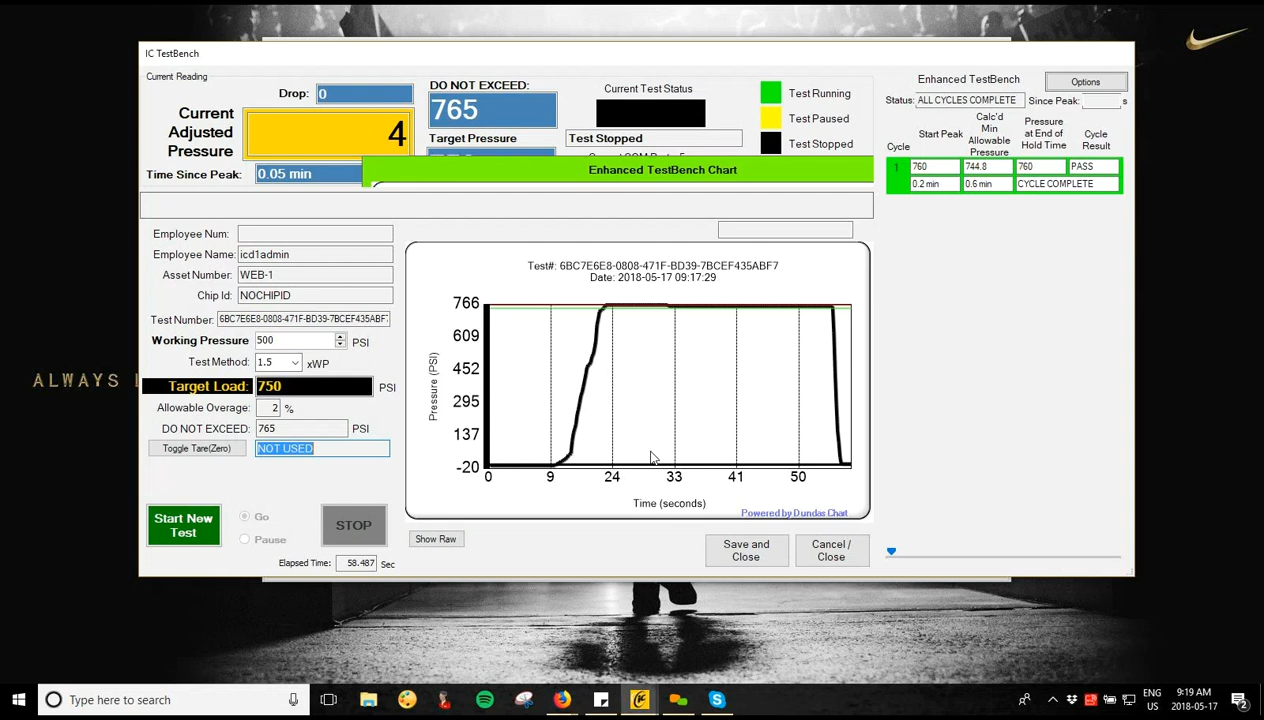 IC TestBench
Current Reading
Drop: 0
Current
Adjusted
Pressure
4
Time Since Peak: 0.05 min
DO NOT EXCEED:
765
Target Pressure
Current Test Status
Test Stopped
Test Running
Test Paused
Test Stopped
Enhanced TestBench Chart
Enhanced TestBench
Options
Status: ALL CYCLES COMPLETE Since Peak: s
Cycle
Start Peak
Calc'd
Min
Allowable
Pressure
Pressure
at End of
Hold Time
Cycle
Result
1 760 744.8 760 PASS
0.2 min 0.6 min CYCLE COMPLETE
Employee Num:
Employee Name: icd1admin
Asset Number: WEB-1
Chip Id: NOCHIPID
Test Number: 6BC7E6E8-0808-471F-BD39-7BCEF435ABF7
Working Pressure 500 PSI
Test Method: 1.5 xWP
Target Load: 750 PSI
Allowable Overage: 2 %
DO NOT EXCEED: 765 PSI
Toggle Tare(Zero) NOT USED
Start New
Test
Go
Pause
STOP
Elapsed Time: 58.487 Sec
Test#: 6BC7E6E8-0808-471F-BD39-7BCEF435ABF7
Date: 2018-05-17 09:17:29
Pressure (PSI)
766
609
452
295
137
-20
0 9 24 33 41 50
Time (seconds)
Powered by Dundas Chart
Show Raw
Save and
Close
Cancel /
Close
ALWAYS
Type here to search
ENG
US
9:19 AM
2018-05-17
2